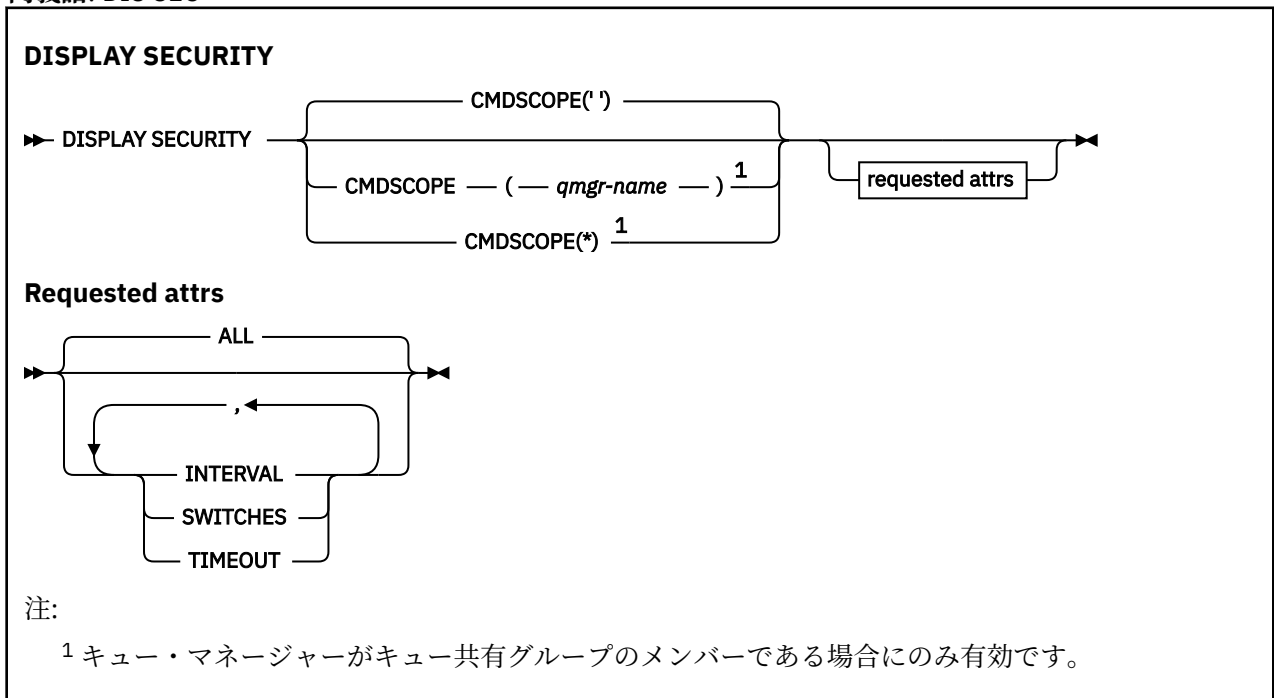 DISPLAY SECURITY
CMDSCOPE(' ')
DISPLAY SECURITY
CMDSCOPE ( qmgr-name ) 1
requested attrs
CMDSCOPE(*) 1
Requested attrs
ALL
,
INTERVAL
SWITCHES
TIMEOUT
注:
1 キュー・マネージャーがキュー共有グループのメンバーである場合にのみ有効です。